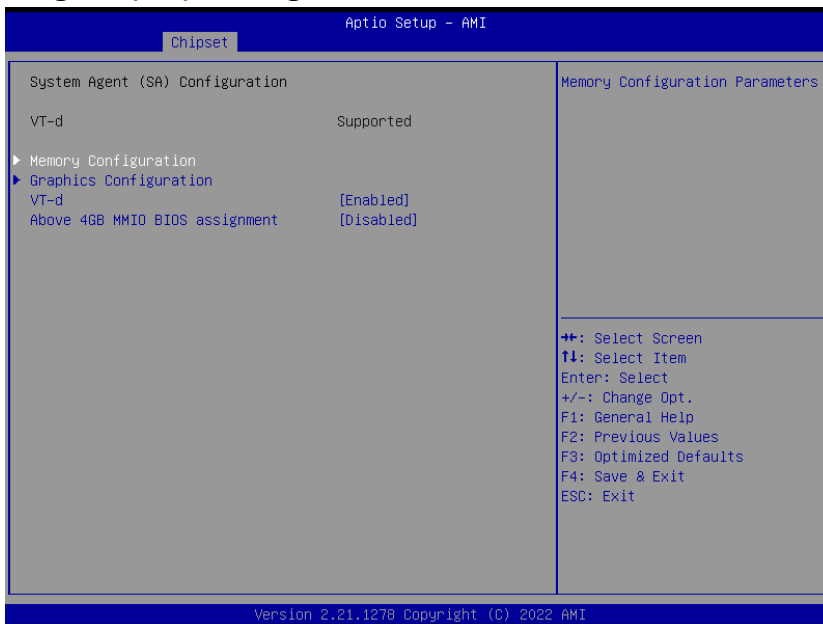 Aptio Setup - AMI
Chipset
System Agent (SA) Configuration
VT-d Supported
Memory Configuration
Graphics Configuration
VT-d [Enabled]
Above 4GB MMIO BIOS assignment [Disabled]
Memory Configuration Parameters
→←: Select Screen
↑↓: Select Item
Enter: Select
+/-: Change Opt.
F1: General Help
F2: Previous Values
F3: Optimized Defaults
F4: Save & Exit
ESC: Exit
Version 2.21.1278 Copyright (C) 2022 AMI